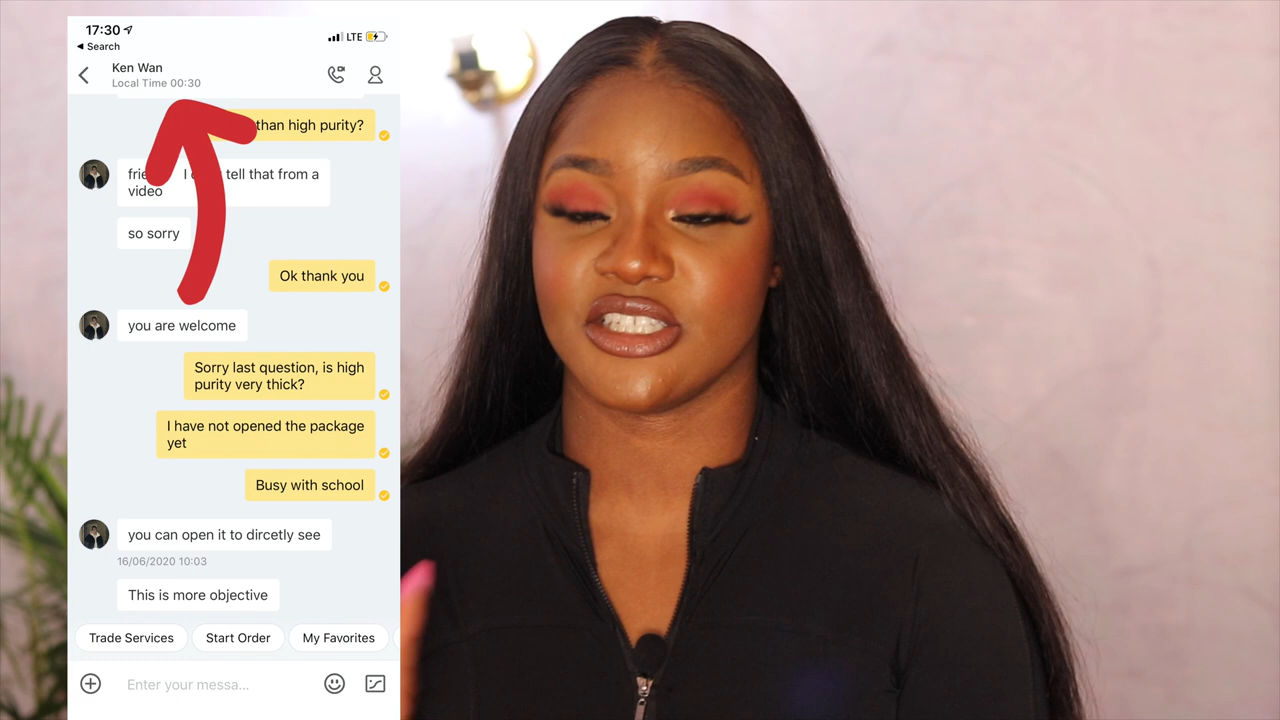 17:30
LTE
Search
Ken Wan
Local Time 00:30
than high purity?
tell that from a
video
so sorry
Ok thank you
you are welcome
Sorry last question, is high
purity very thick?
I have not opened the package
yet
Busy with school
you can open it to dircetly see
16/06/2020 10:03
This is more objective
Trade Services
Start Order
My Favorites
Enter your messa...